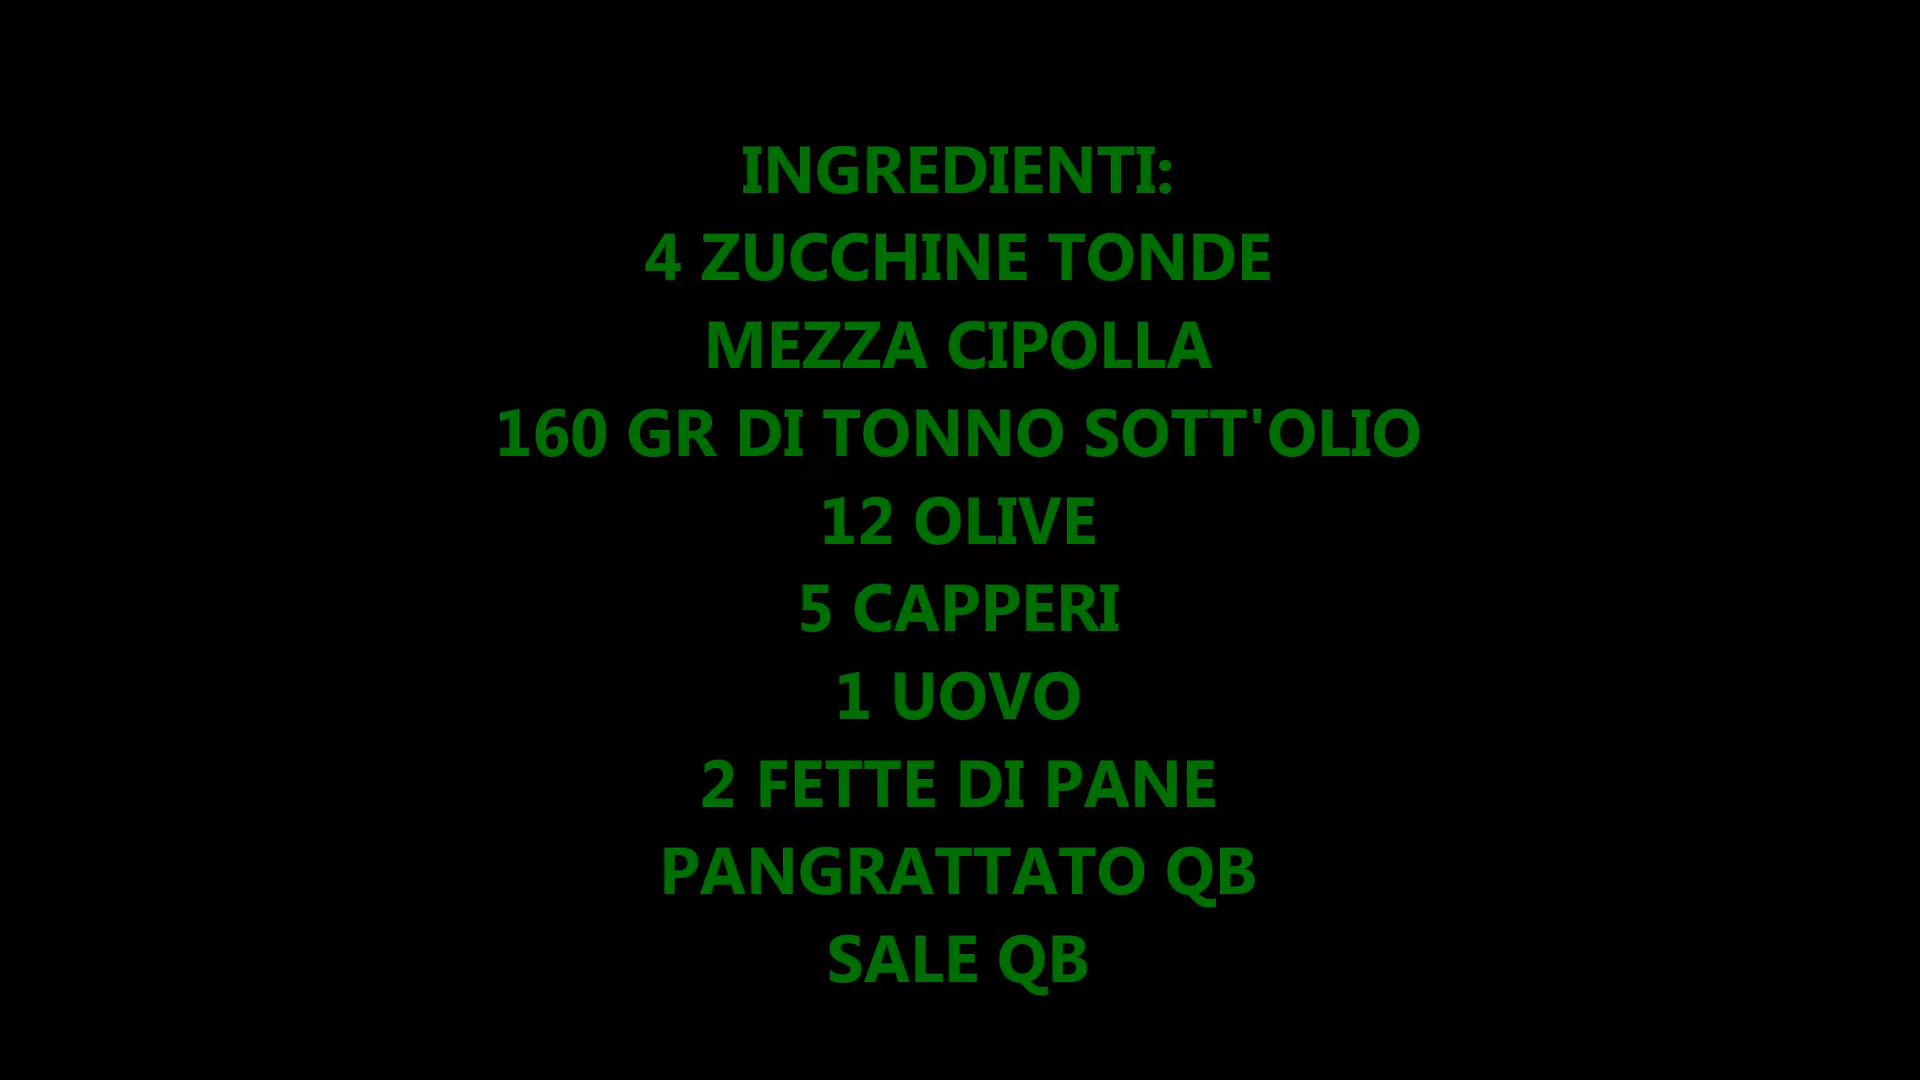 INGREDIENTI:
4 ZUCCHINE TONDE
MEZZA CIPOLLA
160 GR DI TONNO SOTT'OLIO
12 OLIVE
5 CAPPERI
1 UOVO
2 FETTE DI PANE
PANGRATTATO QB
SALE QB